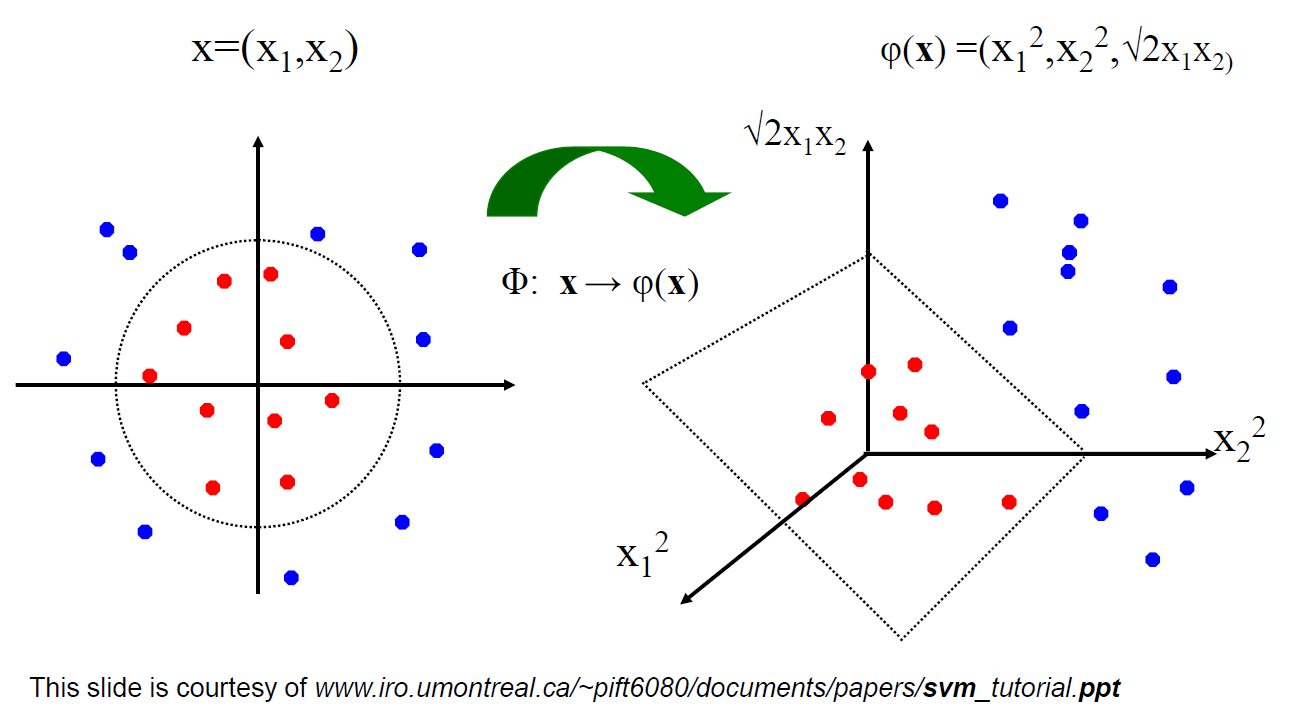 x=(x₁,x₂)
φ(x) =(x₁²,x₂²,√2x₁x₂)
√2x₁x₂
Φ: x → φ(x)
x₂²
x₁²
This slide is courtesy of www.iro.umontreal.ca/~pift6080/documents/papers/svm_tutorial.ppt